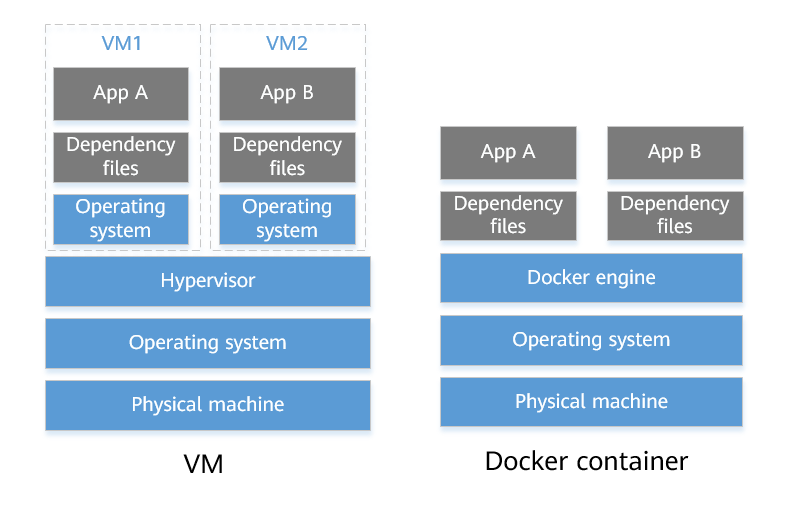 VM1
VM2
App A
App B
Dependency
files
Dependency
files
Operating
system
Operating
system
Hypervisor
Operating system
Physical machine
VM
App A
App B
Dependency
files
Dependency
files
Docker engine
Operating system
Physical machine
Docker container